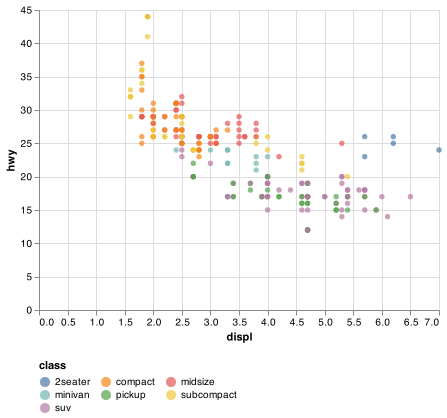 45
40
35
30
25
20
15
10
5
0
hwy
0.0 0.5 1.0 1.5 2.0 2.5 3.0 3.5 4.0 4.5 5.0 5.5 6.0 6.5 7.0
displ
class
2seater compact midsize
minivan pickup subcompact
suv